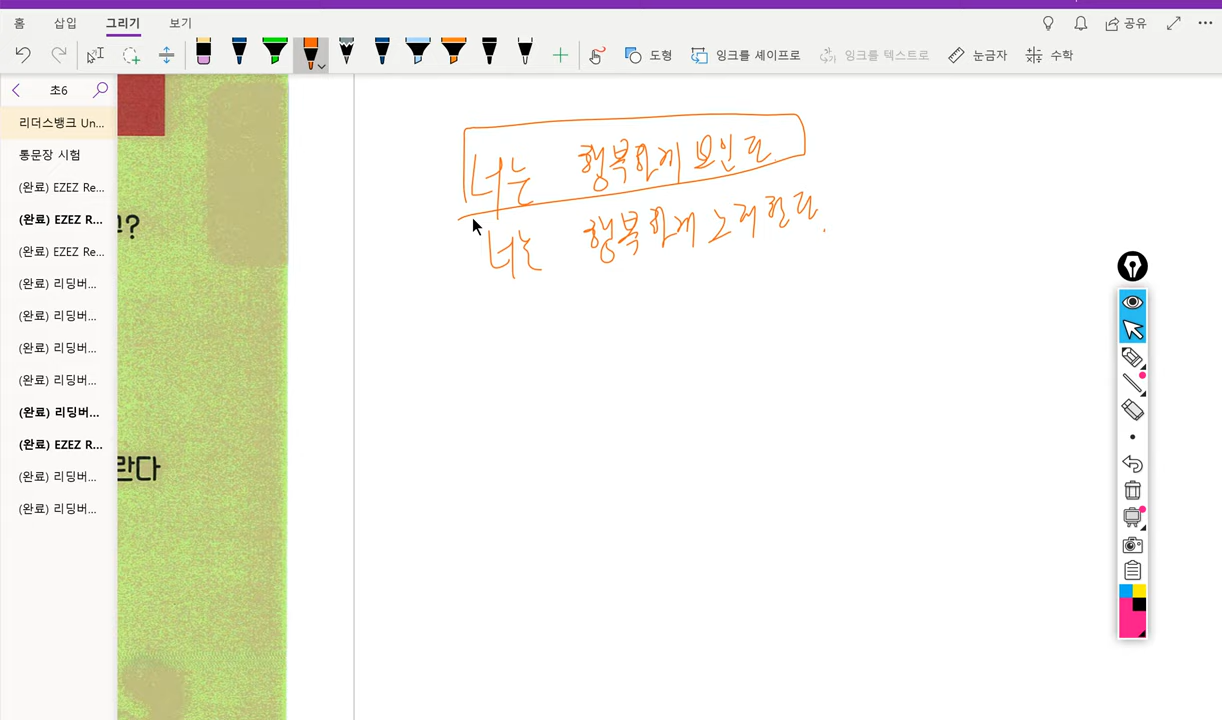 홈 삽입 그리기 보기 공유
도형 잉크를 셰이프로 잉크를 텍스트로 눈금자 수학
초6
리더스뱅크 Un...
통문장 시험
(완료) EZEZ Re...
(완료) EZEZ R...
(완료) EZEZ Re...
(완료) 리딩버...
(완료) 리딩버...
(완료) 리딩버...
(완료) 리딩버...
(완료) 리딩버...
(완료) EZEZ R...
(완료) 리딩버...
(완료) 리딩버...
란다
너는 행복하게 보인다.
너는 행복하게 노래한다.